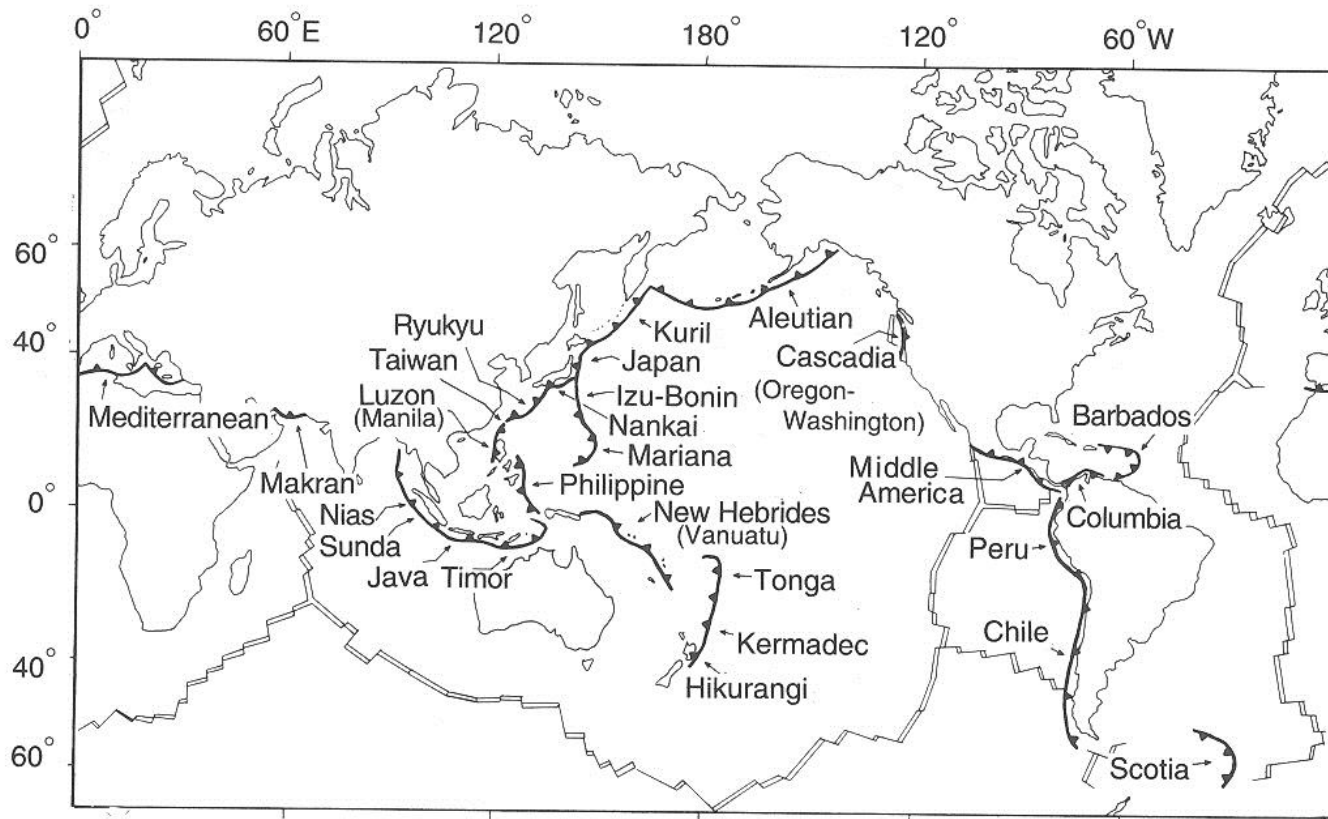 0°
60°E
120°
180°
120°
60°W
60°
40°
0°
40°
60°
Ryukyu
Taiwan
Luzon
(Manila)
Mediterranean
Makran
Nias
Sunda
Java
Timor
Kuril
Japan
Izu-Bonin
Nankai
Mariana
Philippine
New Hebrides
(Vanuatu)
Tonga
Kermadec
Hikurangi
Aleutian
Cascadia
(Oregon-
Washington)
Barbados
Middle
America
Columbia
Peru
Chile
Scotia